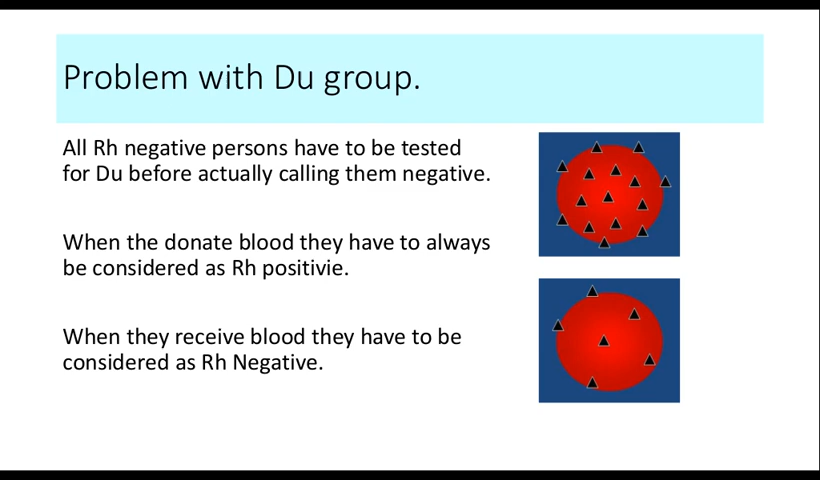 Problem with Du group.
All Rh negative persons have to be tested
for Du before actually calling them negative.
When the donate blood they have to always
be considered as Rh positivie.
When they receive blood they have to be
considered as Rh Negative.